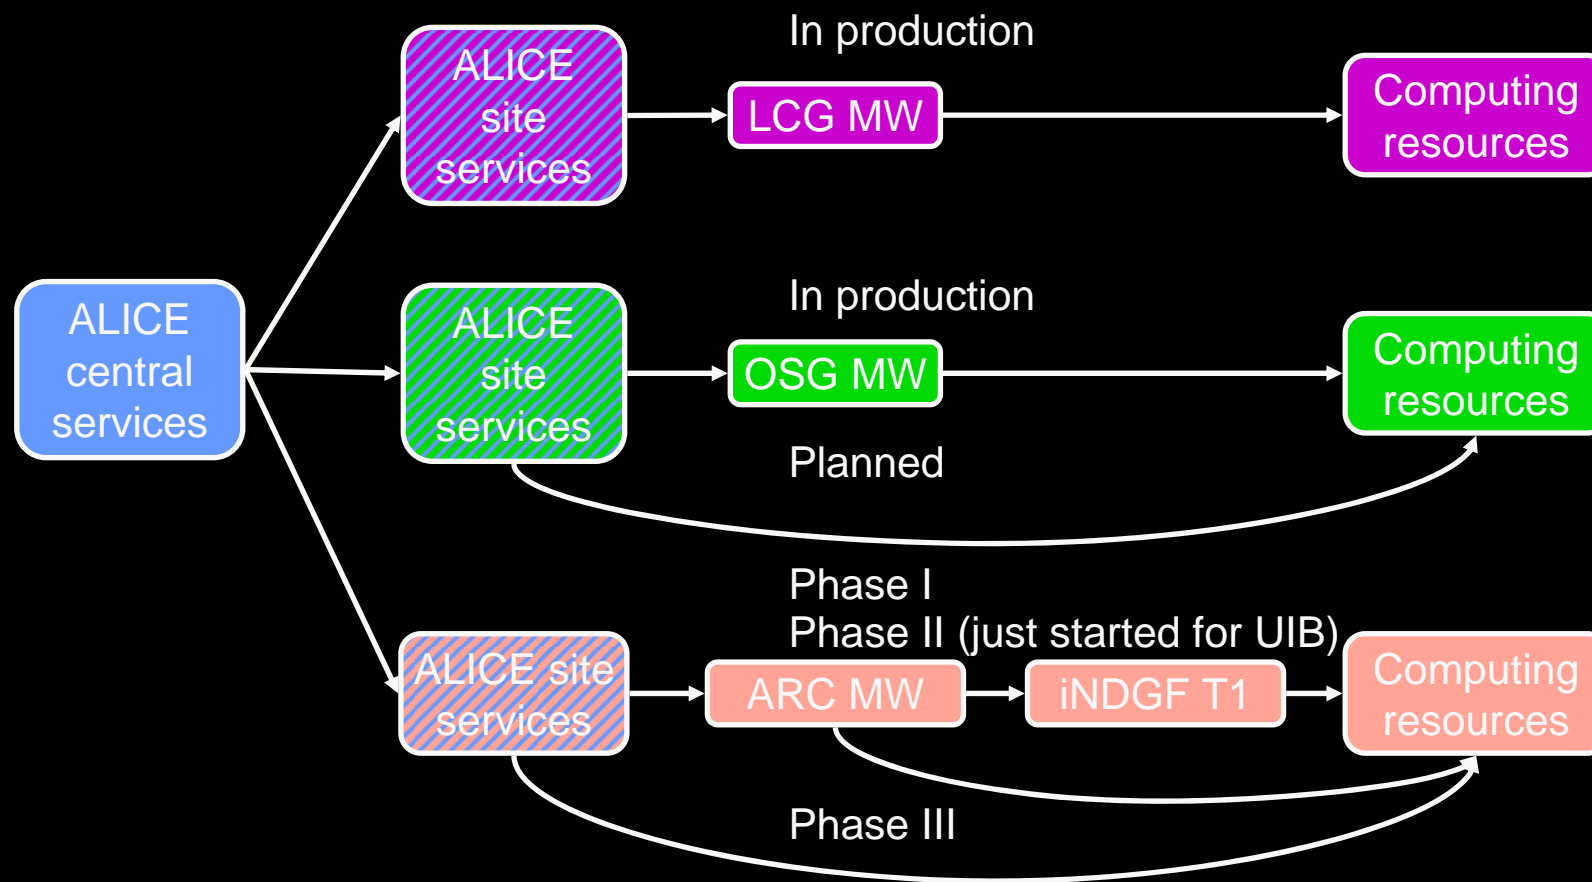 In production
ALICE
site
services
LCG MW
Computing
resources
In production
ALICE
central
services
ALICE
site
services
OSG MW
Computing
resources
Planned
Phase I
Phase II (just started for UIB)
ALICE site
services
ARC MW
iNDGF T1
Computing
resources
Phase III